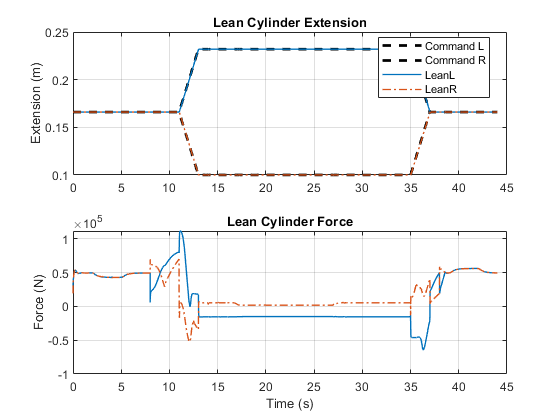 Lean Cylinder Extension
0.25
0.2
0.15
0.1
Extension (m)
Command L
Command R
LeanL
LeanR
0 5 10 15 20 25 30 35 40 45
Lean Cylinder Force
×10^5
1
0.5
0
-0.5
-1
Force (N)
0 5 10 15 20 25 30 35 40 45
Time (s)